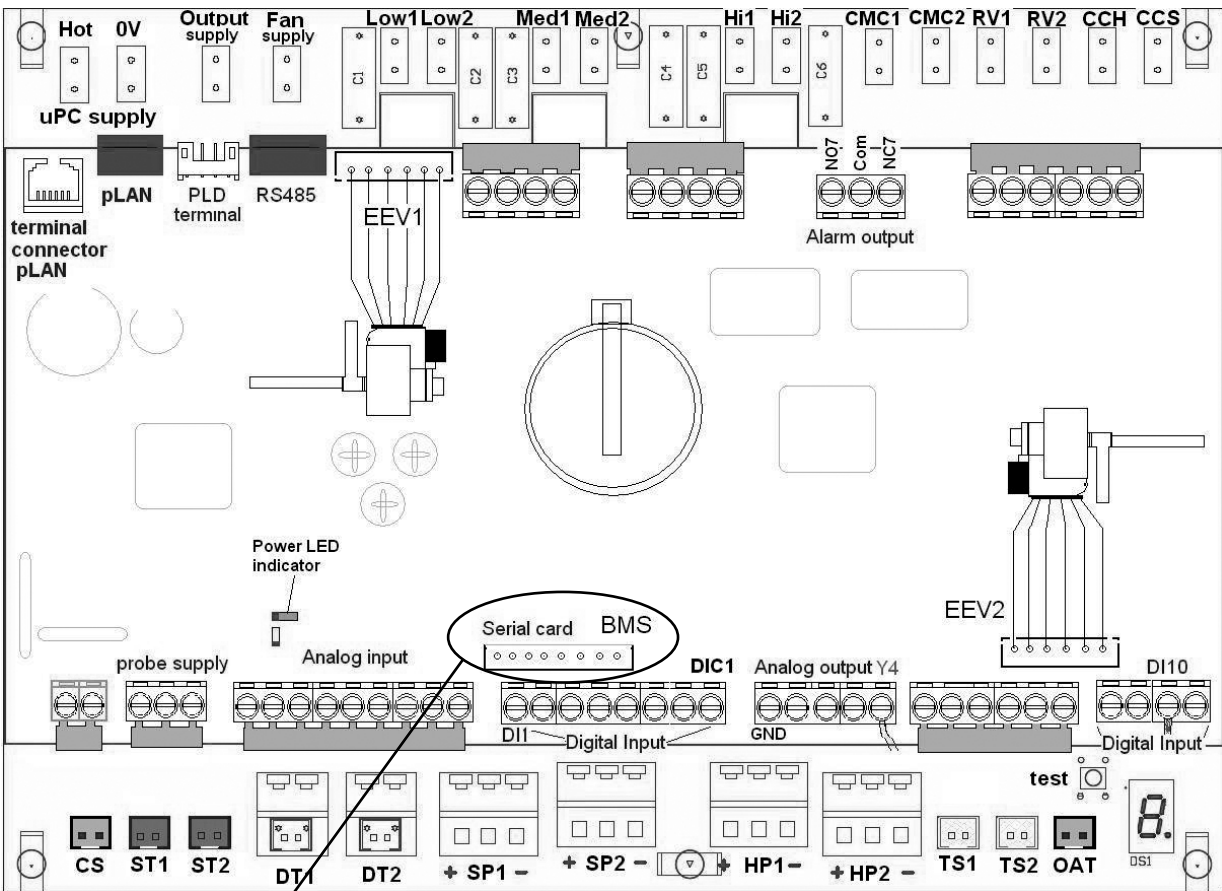 Hot
0V
Output
supply
Fan
supply
Low1
Low2
Med1
Med2
Hi1
Hi2
CMC1
CMC2
RV1
RV2
CCH
CCS
C1
C2
C3
C4
C5
C6
uPC supply
pLAN
PLD
terminal
RS485
terminal
connector
pLAN
EEV1
NO7
Com
NC7
Alarm output
Power LED
indicator
Serial card
BMS
EEV2
probe supply
Analog input
DIC1
Analog output
Y4
DI10
DI1
Digital Input
GND
Digital Input
test
CS
ST1
ST2
DT1
DT2
+ SP1 -
+ SP2 -
+ HP1 -
+ HP2 -
TS1
TS2
OAT
8.
DS1